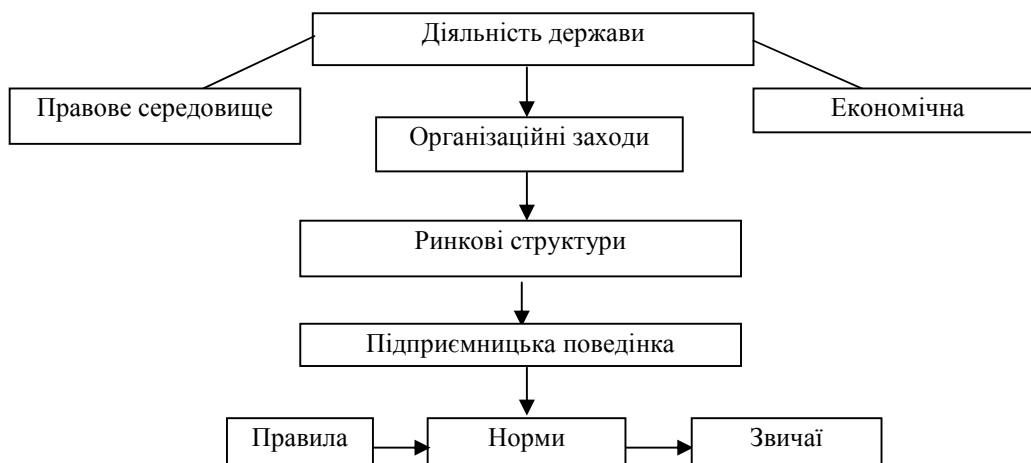 Діяльність держави
Правове середовище
Економічна
Організаційні заходи
Ринкові структури
Підприємницька поведінка
Правила
Норми
Звичаї